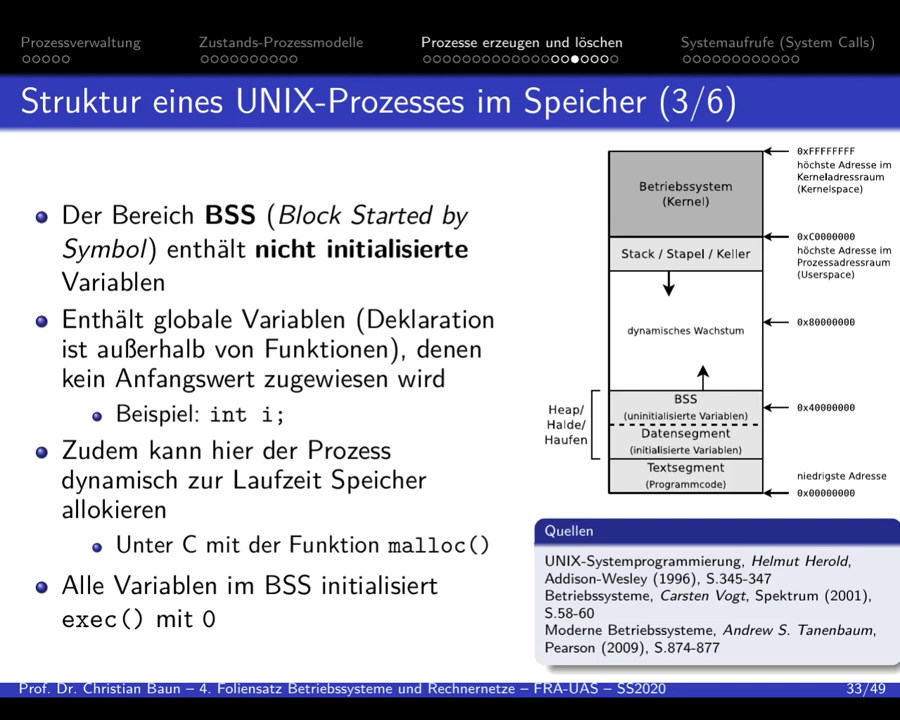 Prozessverwaltung
Zustands-Prozessmodelle
Prozesse erzeugen und löschen
Systemaufrufe (System Calls)
Struktur eines UNIX-Prozesses im Speicher (3/6)
Der Bereich BSS (Block Started by
Symbol) enthält nicht initialisierte
Variablen
Enthält globale Variablen (Deklaration
ist außerhalb von Funktionen), denen
kein Anfangswert zugewiesen wird
Beispiel: int i;
Zudem kann hier der Prozess
dynamisch zur Laufzeit Speicher
allokieren
Unter C mit der Funktion malloc()
Alle Variablen im BSS initialisiert
exec() mit 0
Betriebssystem
(Kernel)
Stack / Stapel / Keller
dynamisches Wachstum
BSS
(uninitialisierte Variablen)
Datensegment
(initialisierte Variablen)
Textsegment
(Programmcode)
Heap/
Halde/
Haufen
0xFFFFFFFF
höchste Adresse im
Kerneladressraum
(Kernelspace)
0xC0000000
höchste Adresse im
Prozessadressraum
(Userspace)
0x80000000
0x40000000
niedrigste Adresse
0x00000000
Quellen
UNIX-Systemprogrammierung, Helmut Herold,
Addison-Wesley (1996), S.345-347
Betriebssysteme, Carsten Vogt, Spektrum (2001),
S.58-60
Moderne Betriebssysteme, Andrew S. Tanenbaum,
Pearson (2009), S.874-877
Prof. Dr. Christian Baun – 4. Foliensatz Betriebssysteme und Rechnernetze – FRA-UAS – SS2020
33/49